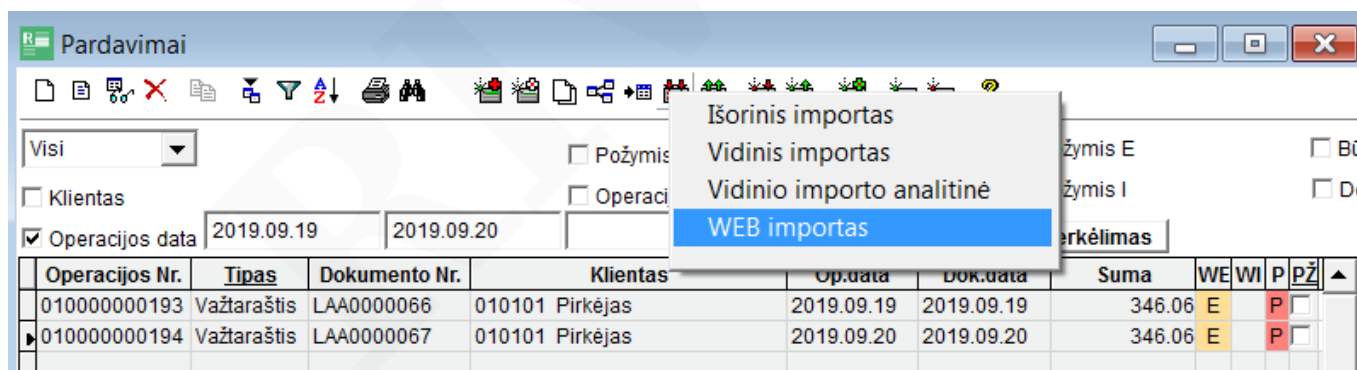 Pardavimai
Išorinis importas
Visi
Požymis
Vidinis importas
žymis E
Klientas
Operacij
Vidinio importo analitinė
žymis I
Operacijos data 2019.09.19 2019.09.20
WEB importas
erkėlimas
Operacijos Nr. Tipas Dokumento Nr. Klientas Op.data Dok.data Suma WE WI P PŽ
010000000193 Važtaraštis LAA0000066 010101 Pirkėjas 2019.09.19 2019.09.19 346.06 E P
010000000194 Važtaraštis LAA0000067 010101 Pirkėjas 2019.09.20 2019.09.20 346.06 E P